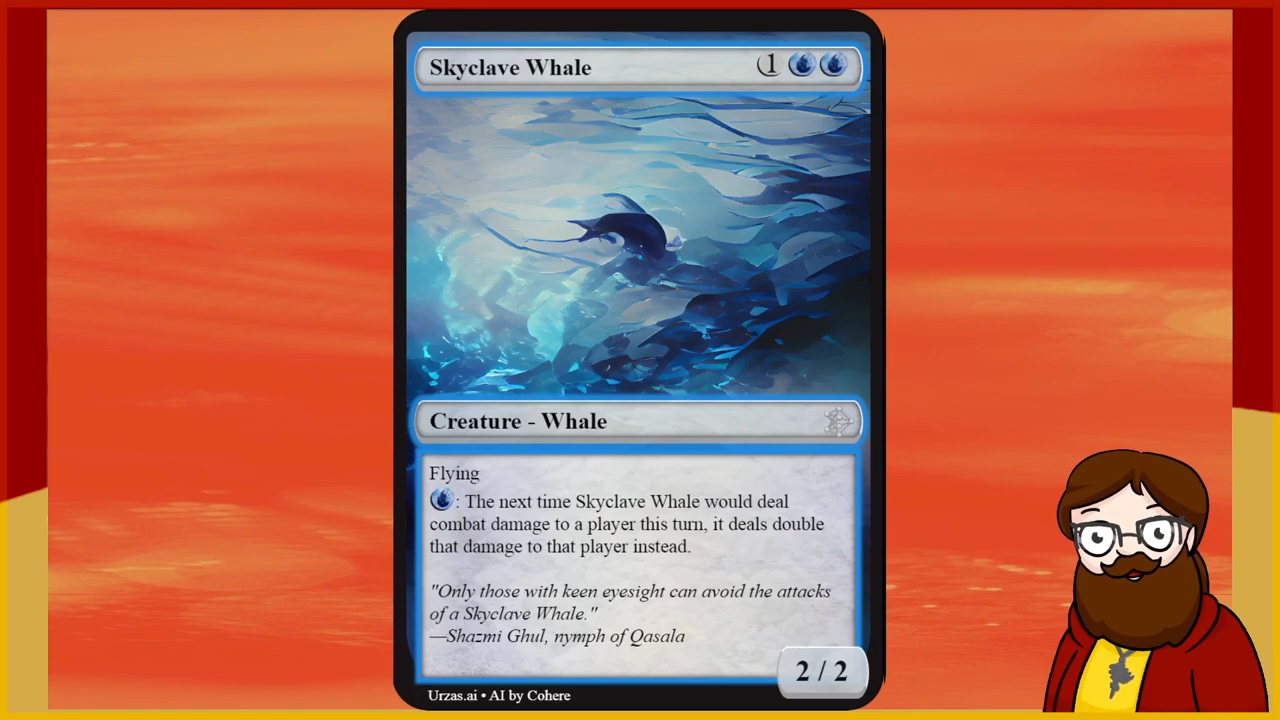 Skyclave Whale 1
Creature - Whale
Flying
: The next time Skyclave Whale would deal
combat damage to a player this turn, it deals double
that damage to that player instead.
"Only those with keen eyesight can avoid the attacks
of a Skyclave Whale."
—Shazmi Ghul, nymph of Qasala
2 / 2
Urzas.ai • AI by Cohere